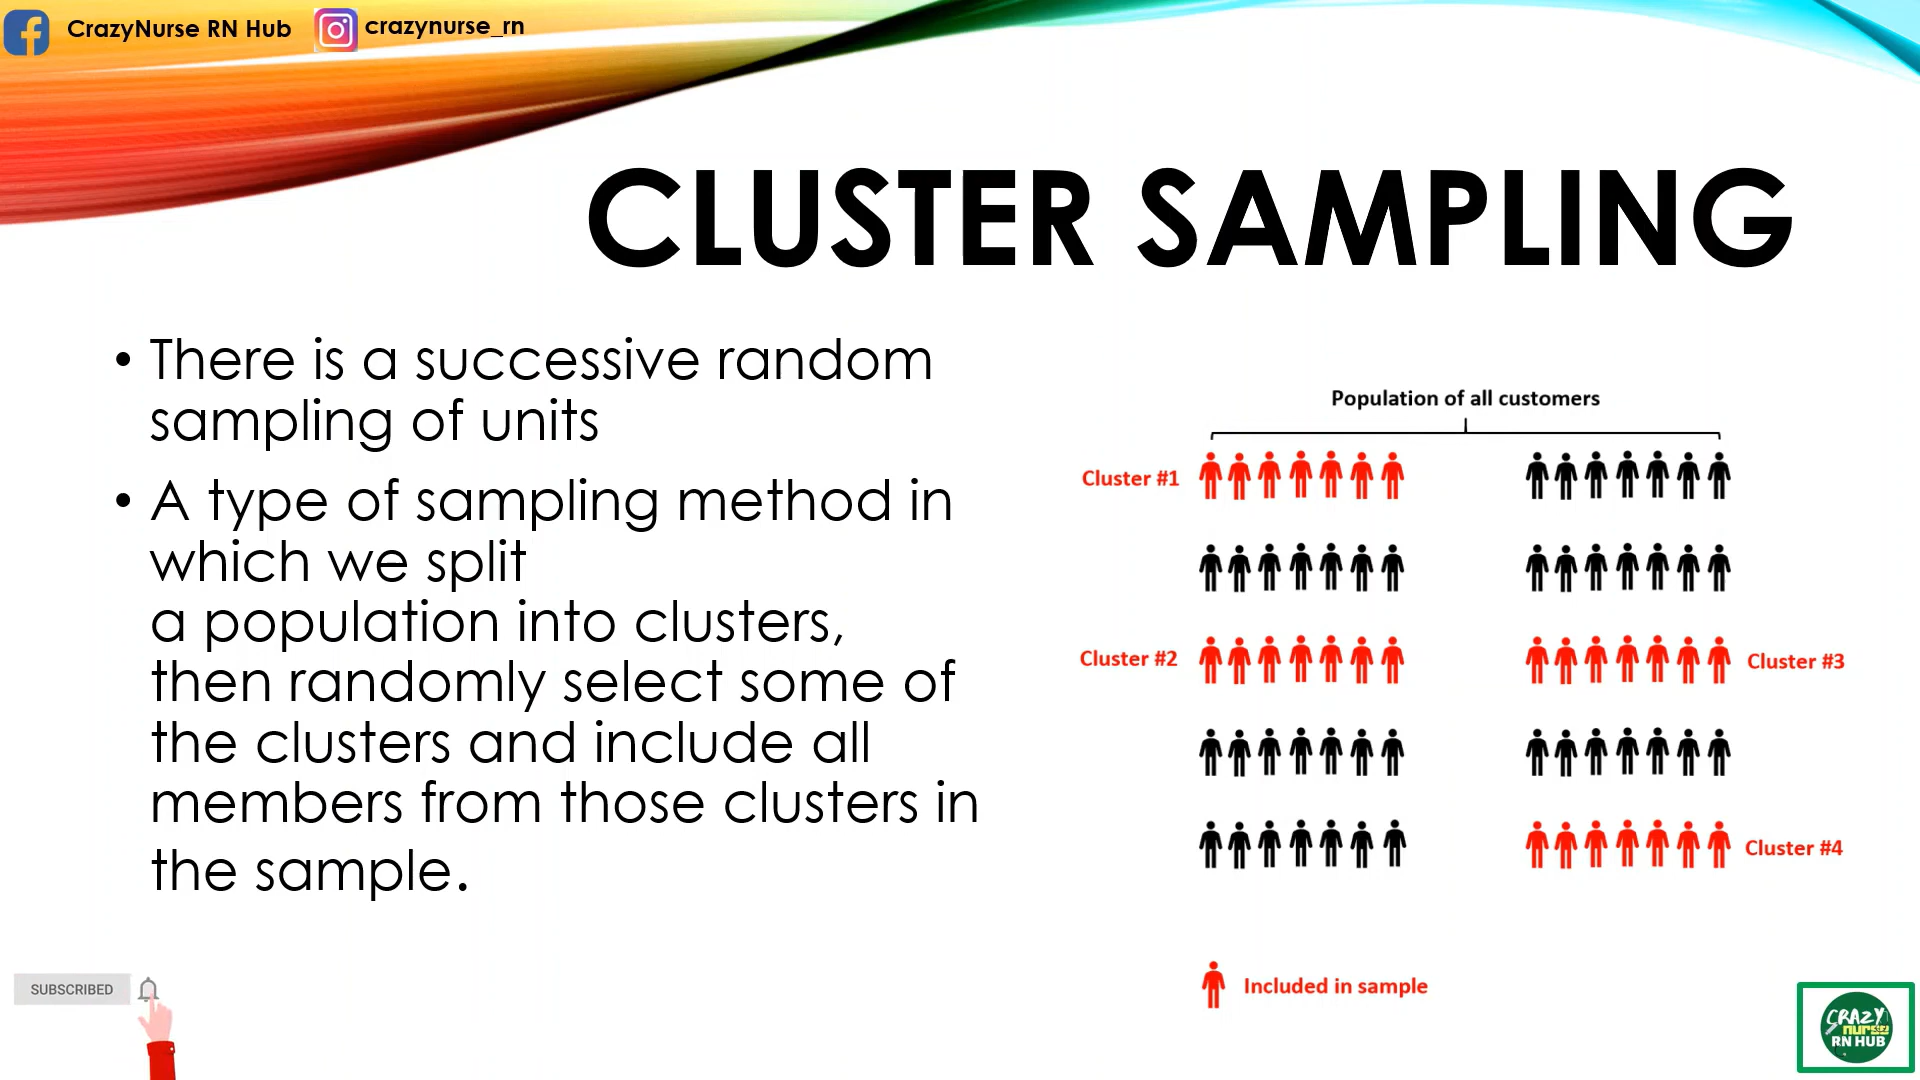 CrazyNurse RN Hub
crazynurse_rn
CLUSTER SAMPLING
• There is a successive random
sampling of units
• A type of sampling method in
which we split
a population into clusters,
then randomly select some of
the clusters and include all
members from those clusters in
the sample.
Population of all customers
Cluster #1
Cluster #2
Cluster #3
Cluster #4
Included in sample
SUBSCRIBED
CRAZY
nurse
RN HUB